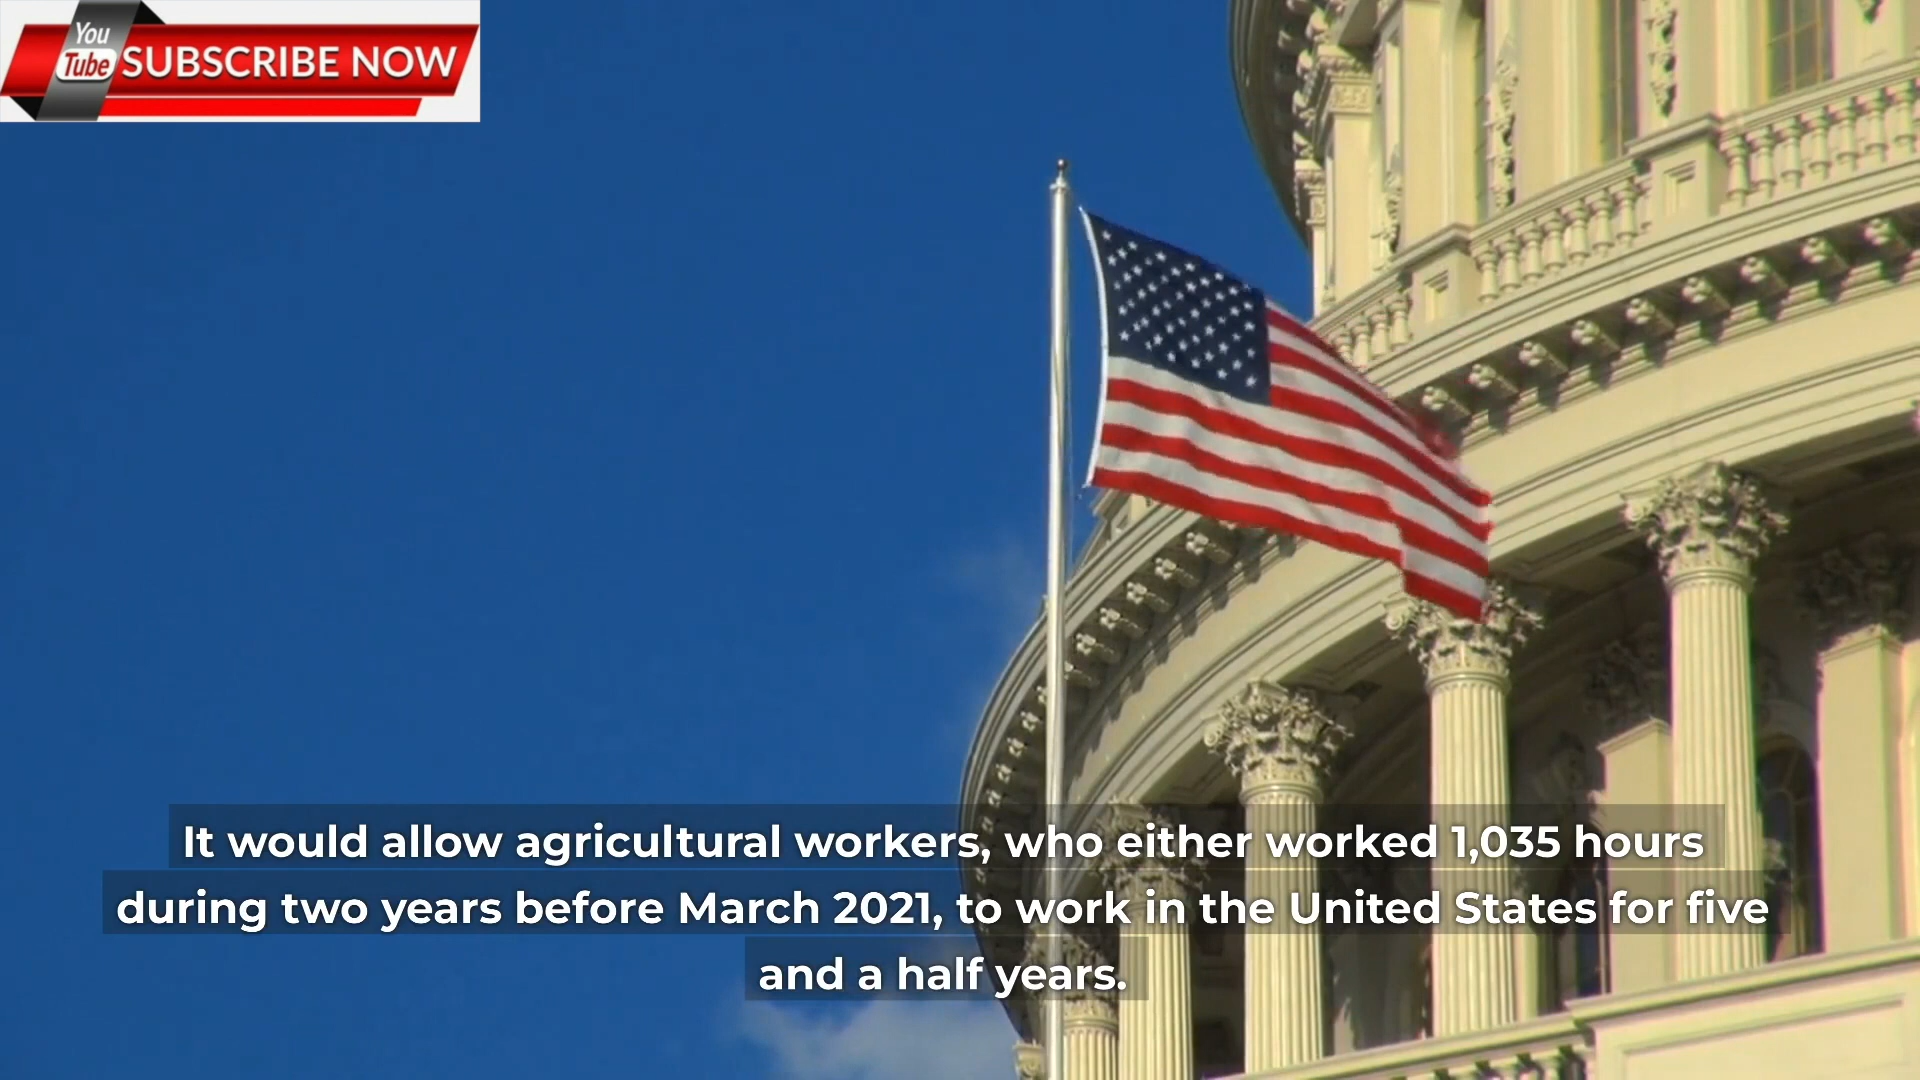 You
Tube SUBSCRIBE NOW
It would allow agricultural workers, who either worked 1,035 hours
during two years before March 2021, to work in the United States for five
and a half years.